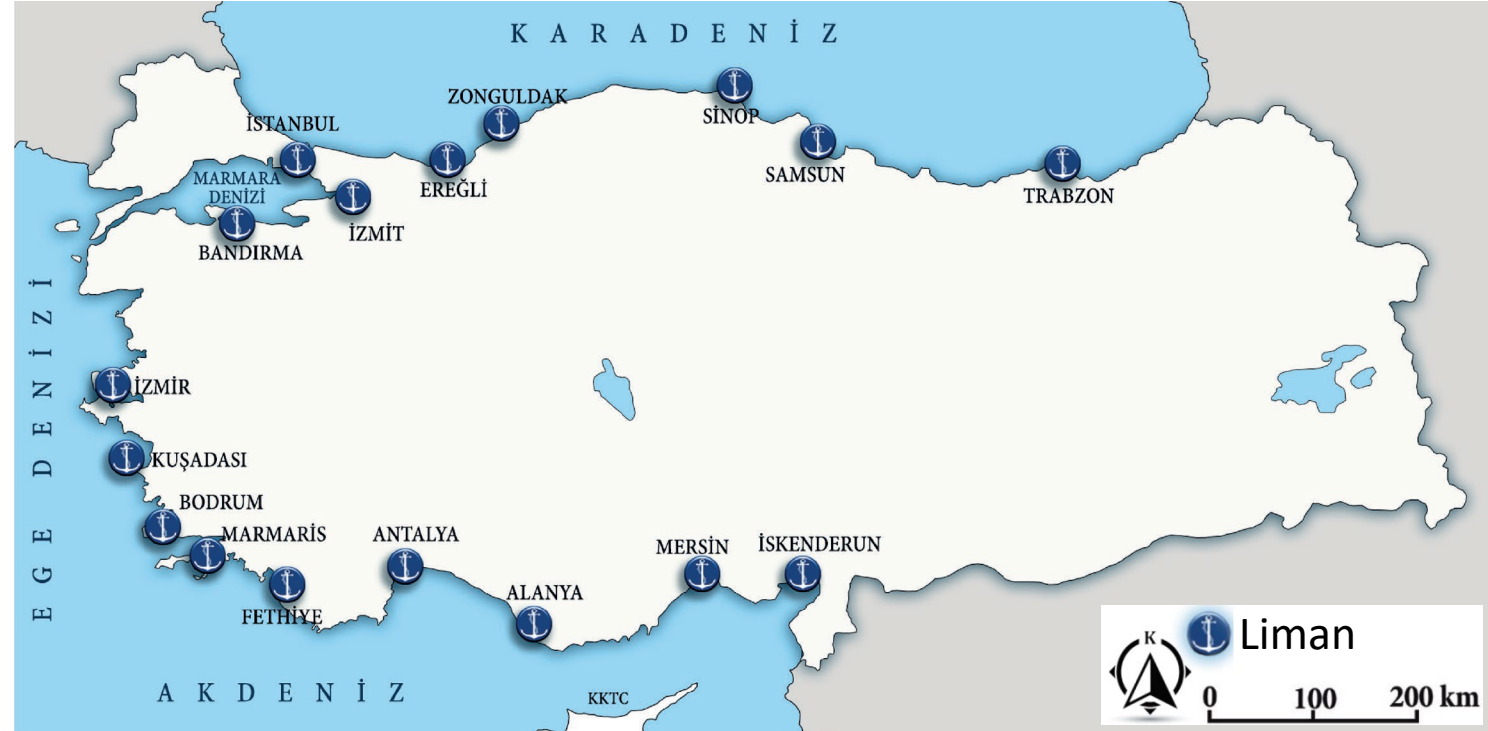 KARADENİZ
ZONGULDAK
SİNOP
İSTANBUL
SAMSUN
MARMARA
DENİZİ
EREĞLİ
TRABZON
İZMİT
BANDIRMA
EGE DENİZİ
İZMİR
KUŞADASI
BODRUM
MARMARİS
ANTALYA
MERSİN
İSKENDERUN
FETHİYE
ALANYA
AKDENİZ
KKTC
Liman
K
0 100 200 km